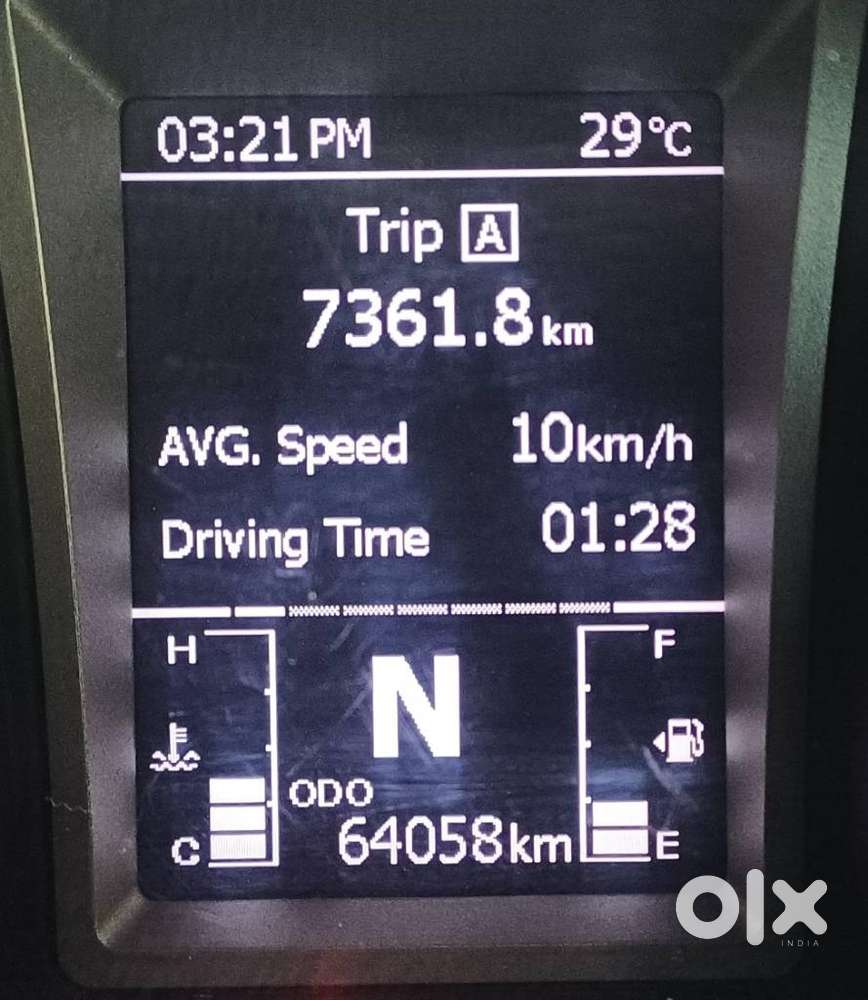 03:21 PM 29°C
Trip A
7361.8 km
AVG. Speed 10km/h
Driving Time 01:28
H F
N
ODO
64058km
C E
olx
INDIA